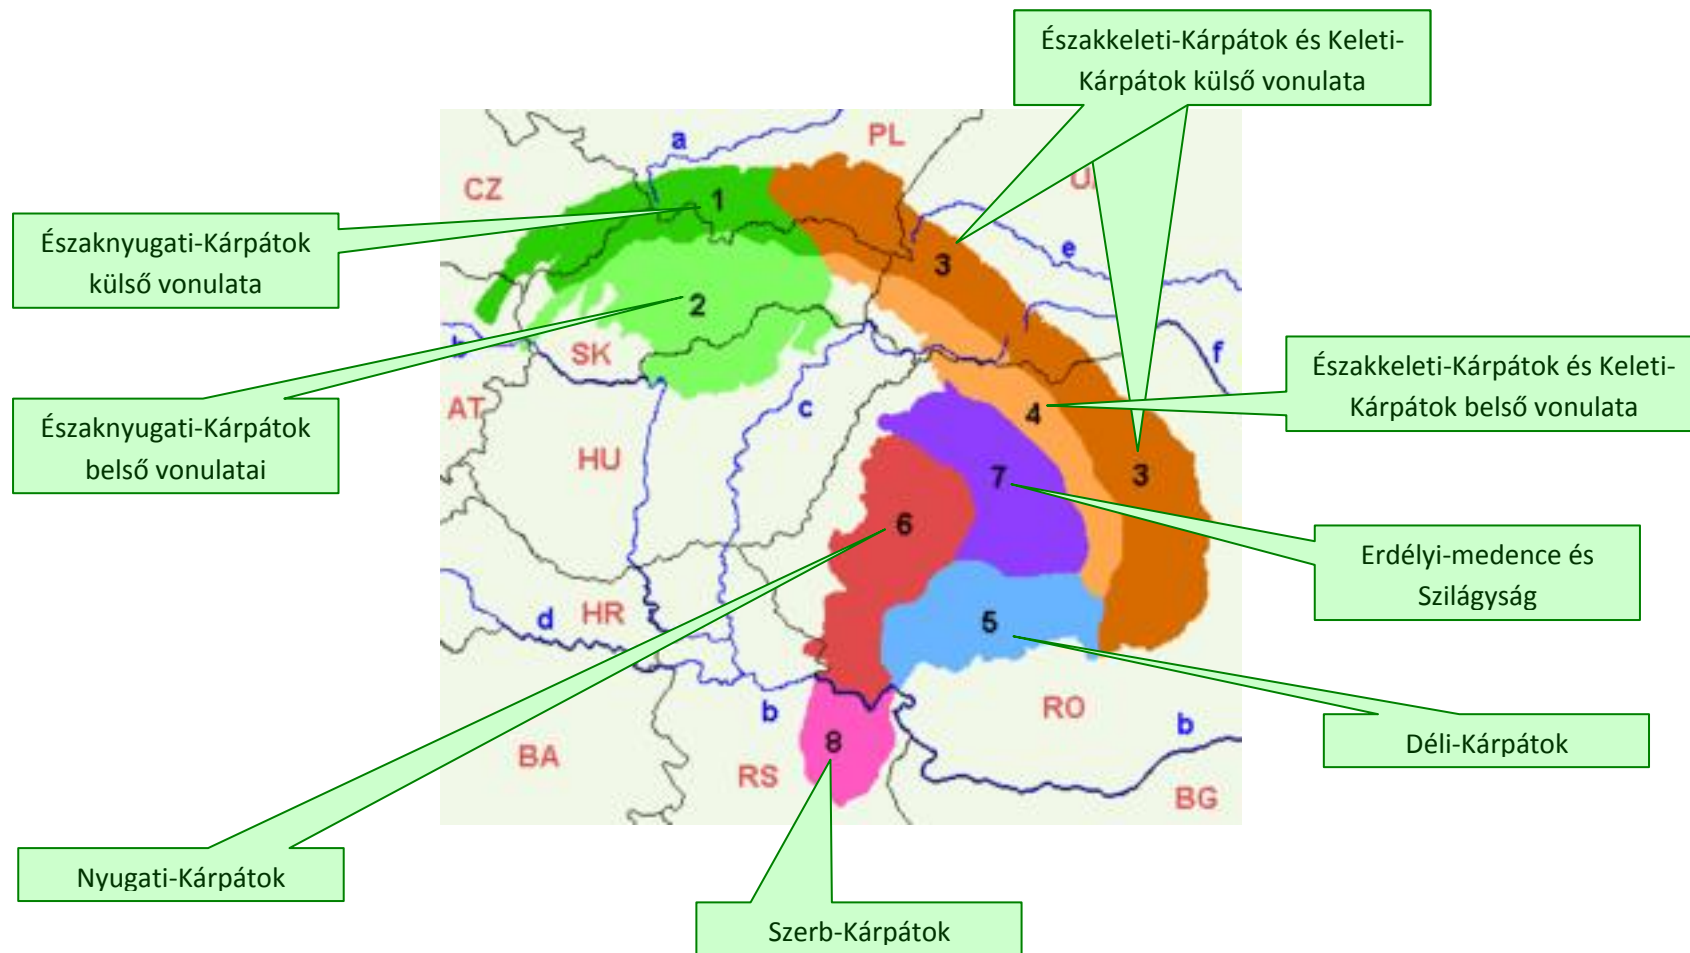 Északkeleti-Kárpátok és Keleti-
Kárpátok külső vonulata
a
PL
CZ
1
Északnyugati-Kárpátok
külső vonulata
e
3
2
b
SK
f
Északkeleti-Kárpátok és Keleti-
Kárpátok belső vonulata
AT
c
4
Északnyugati-Kárpátok
belső vonulatai
HU
7
3
6
Erdélyi-medence és
Szilágyság
d
HR
5
RO
b
b
Déli-Kárpátok
8
BA
RS
BG
Nyugati-Kárpátok
Szerb-Kárpátok